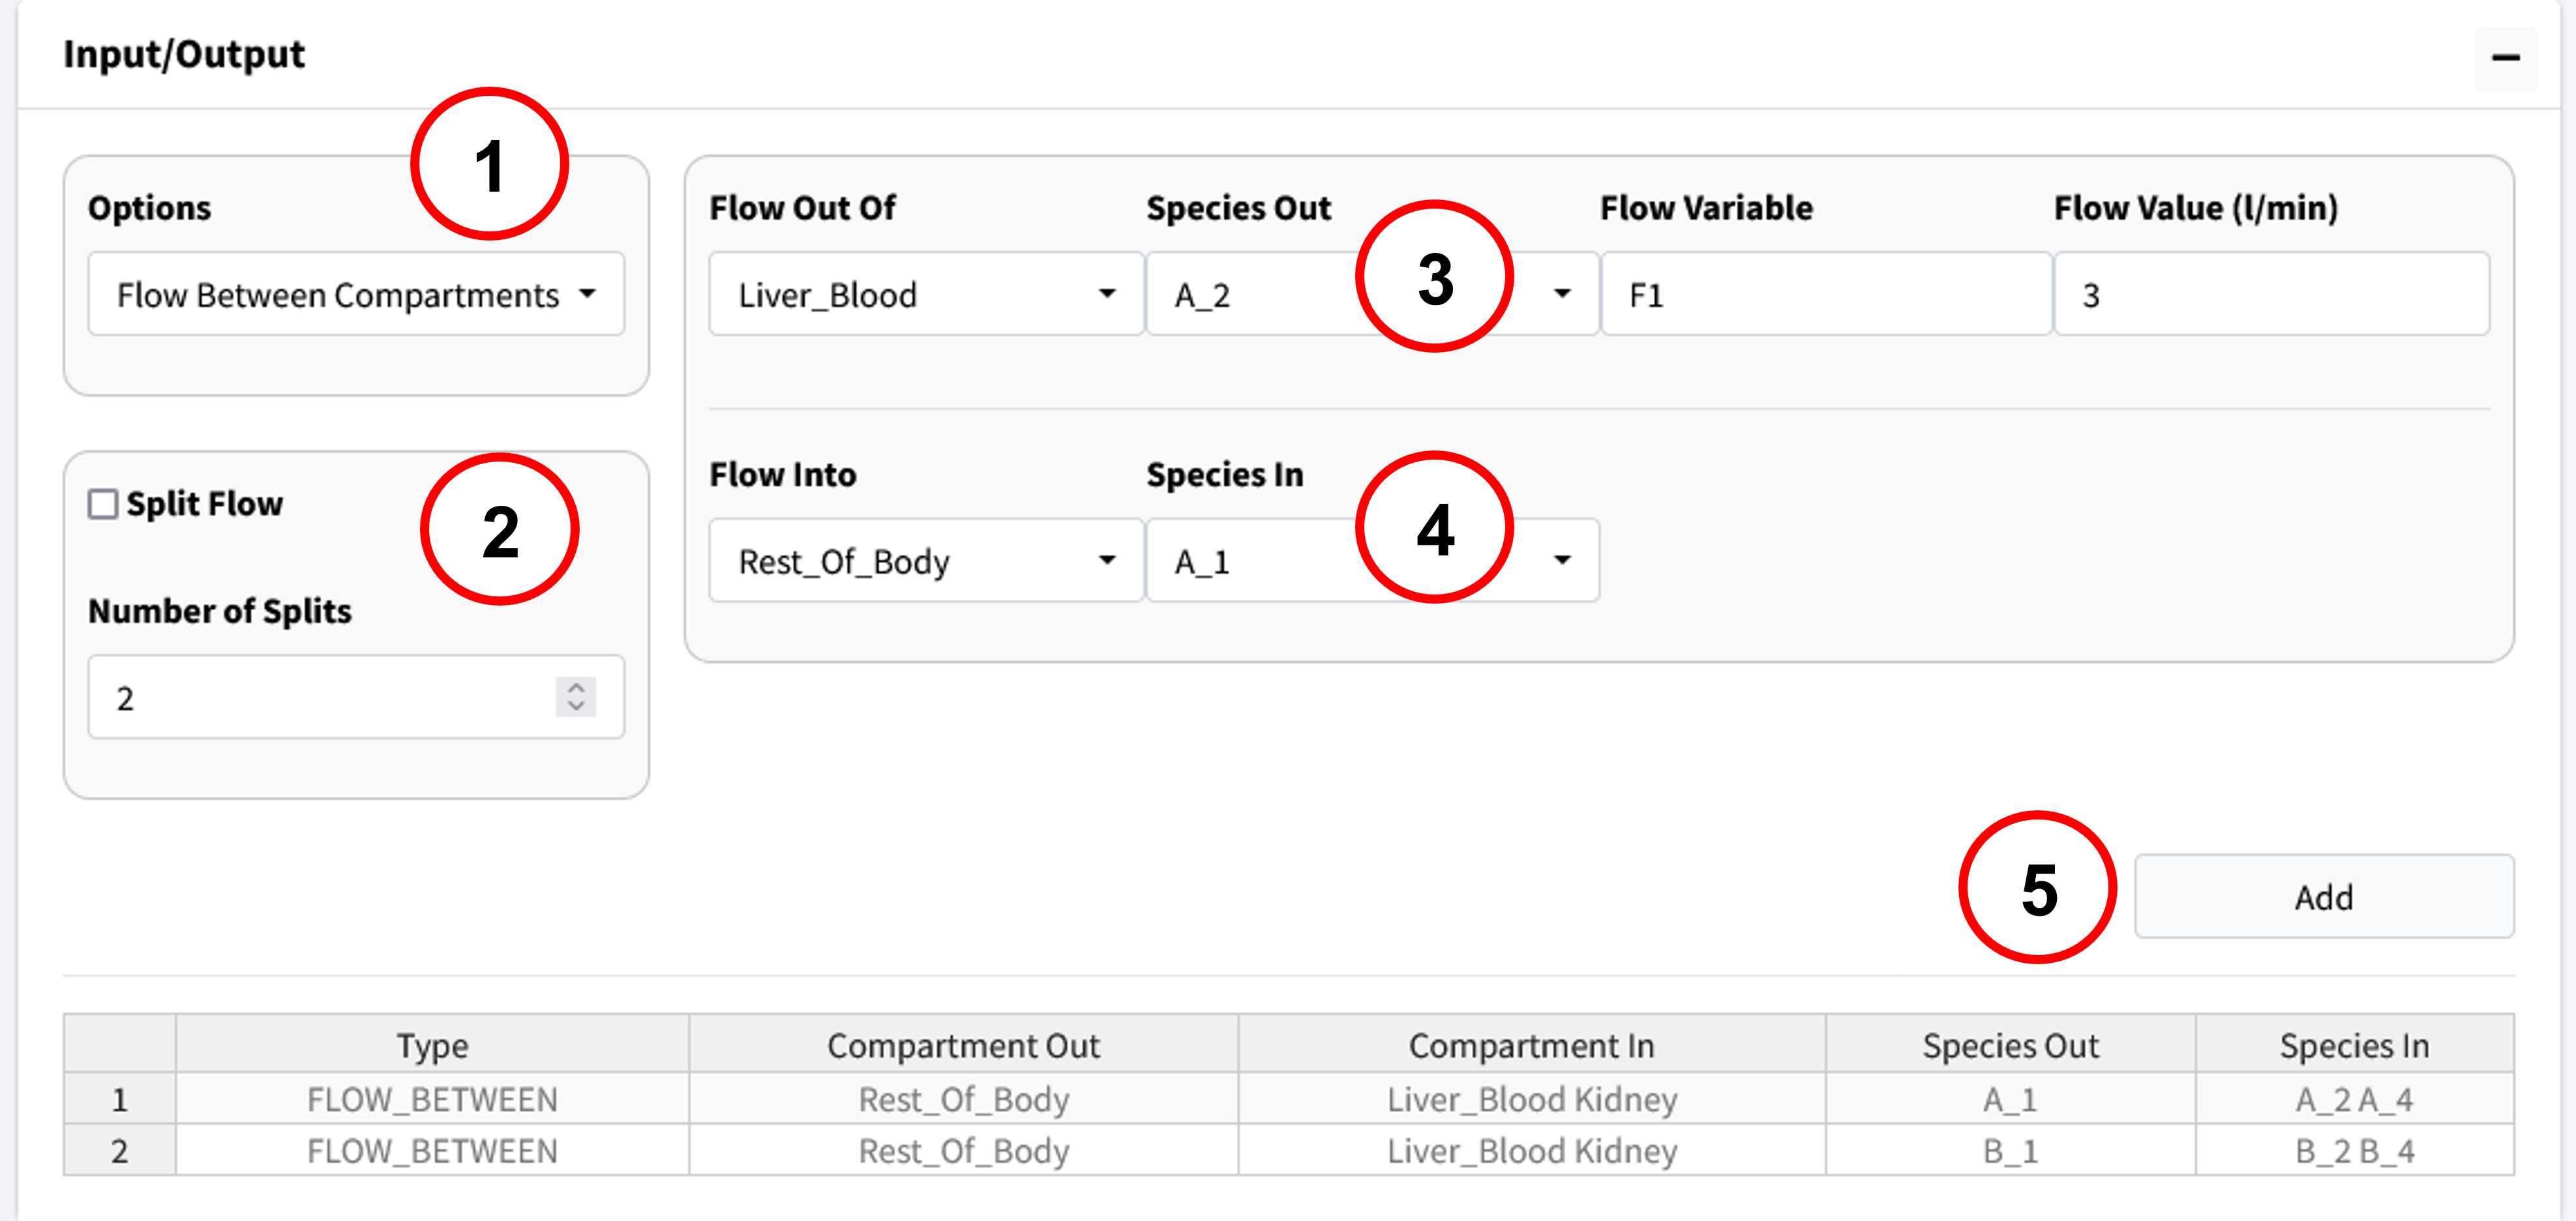 Input/Output
1
Options
Flow Between Compartments
2
Split Flow
Number of Splits
2
Flow Out Of Species Out Flow Variable Flow Value (l/min)
Liver_Blood A_2 3 F1 3
Flow Into Species In
Rest_Of_Body A_1 4
5 Add
Type Compartment Out Compartment In Species Out Species In
1 FLOW_BETWEEN Rest_Of_Body Liver_Blood Kidney A_1 A_2 A_4
2 FLOW_BETWEEN Rest_Of_Body Liver_Blood Kidney B_1 B_2 B_4